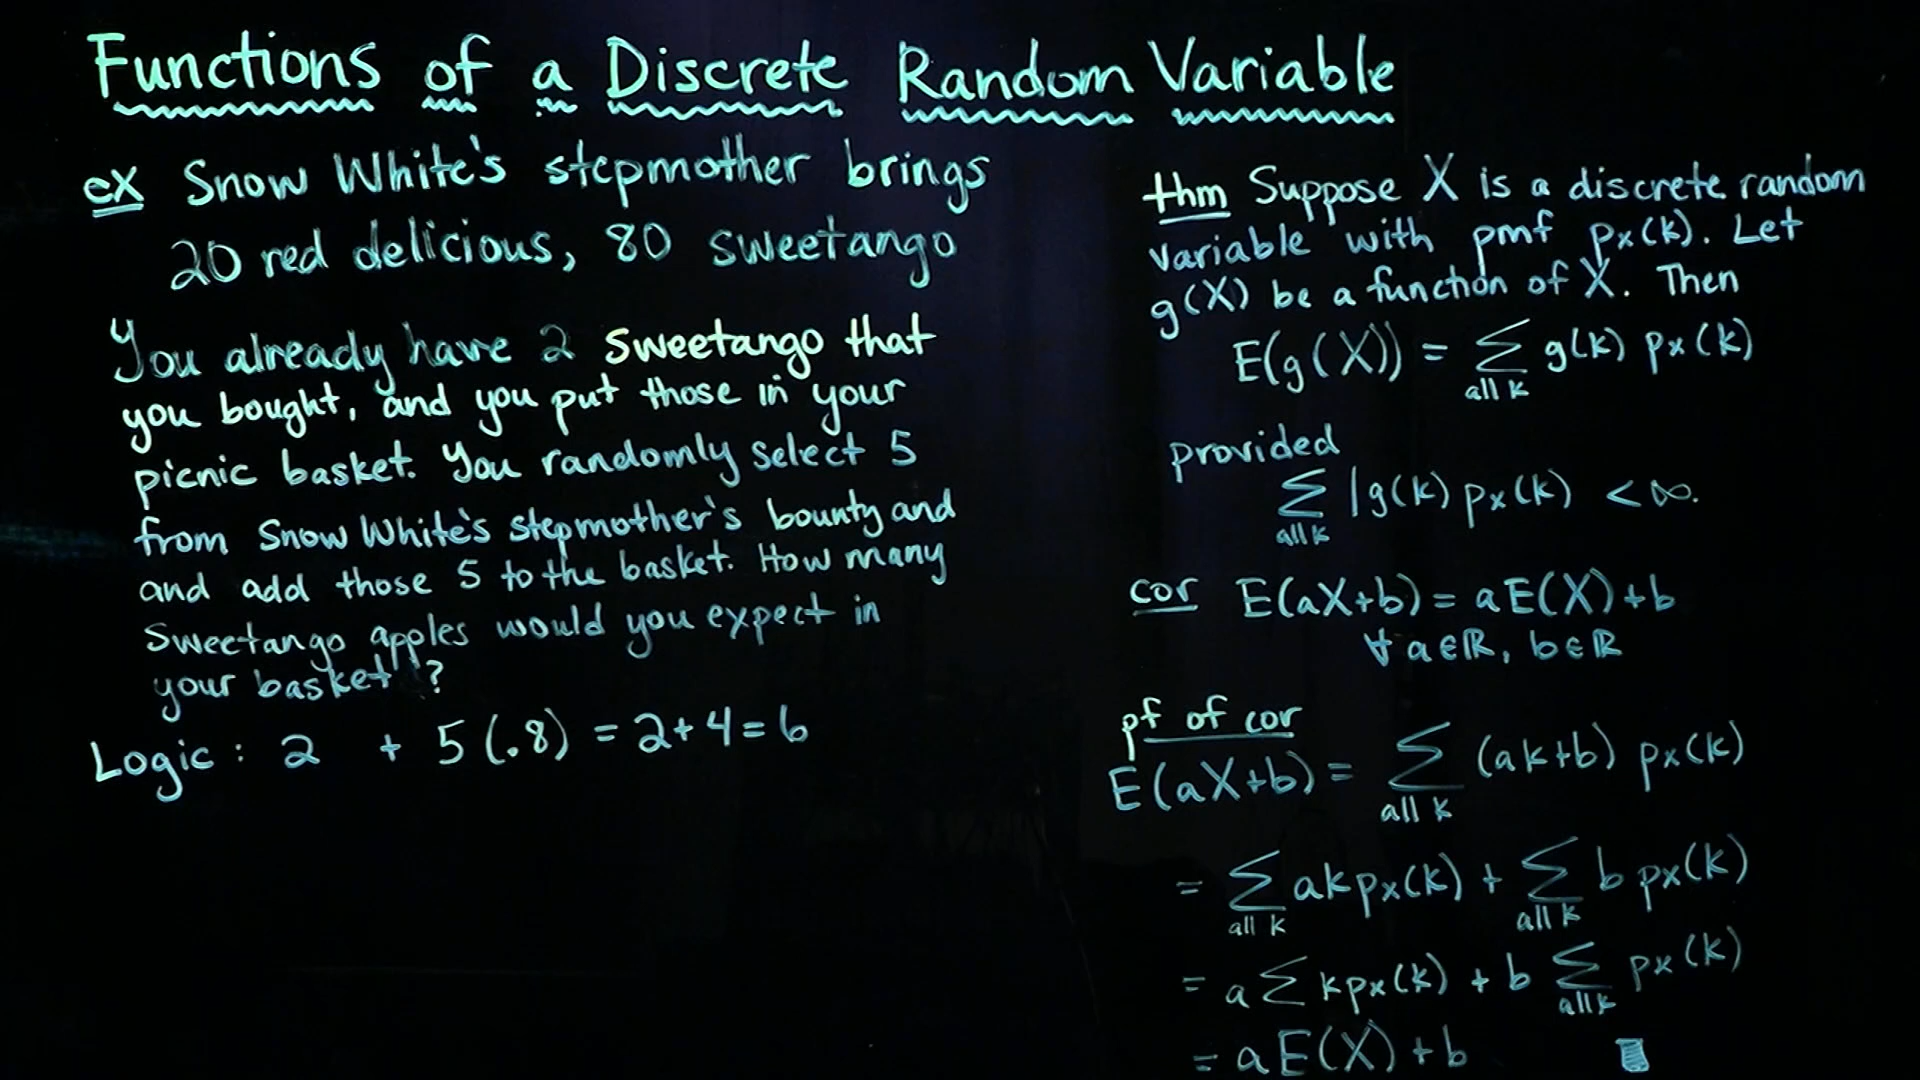 Functions of a Discrete Random Variable
ex Snow White's stepmother brings
20 red delicious, 80 sweetango
You already have 2 sweetango that
you bought, and you put those in your
picnic basket. You randomly select 5
from Snow White's stepmother's bounty and
and add those 5 to the basket. How many
sweetango apples would you expect in
your basket?
Logic: 2 + 5(.8) = 2+4=6
thm Suppose X is a discrete random
variable with pmf pₓ(k). Let
g(X) be a function of X. Then
E(g(X)) = Σ g(k) pₓ(k)
all k
provided
Σ |g(k) pₓ(k) < ∞.
all k
cor E(aX+b) = aE(X)+b
∀ a∈ℝ, b∈ℝ
pf of cor
E(aX+b) = Σ (ak+b) pₓ(k)
all k
= Σ akpₓ(k) + Σ b pₓ(k)
all k all k
= a Σ kpₓ(k) + b Σ pₓ(k)
all k
= aE(X)+b